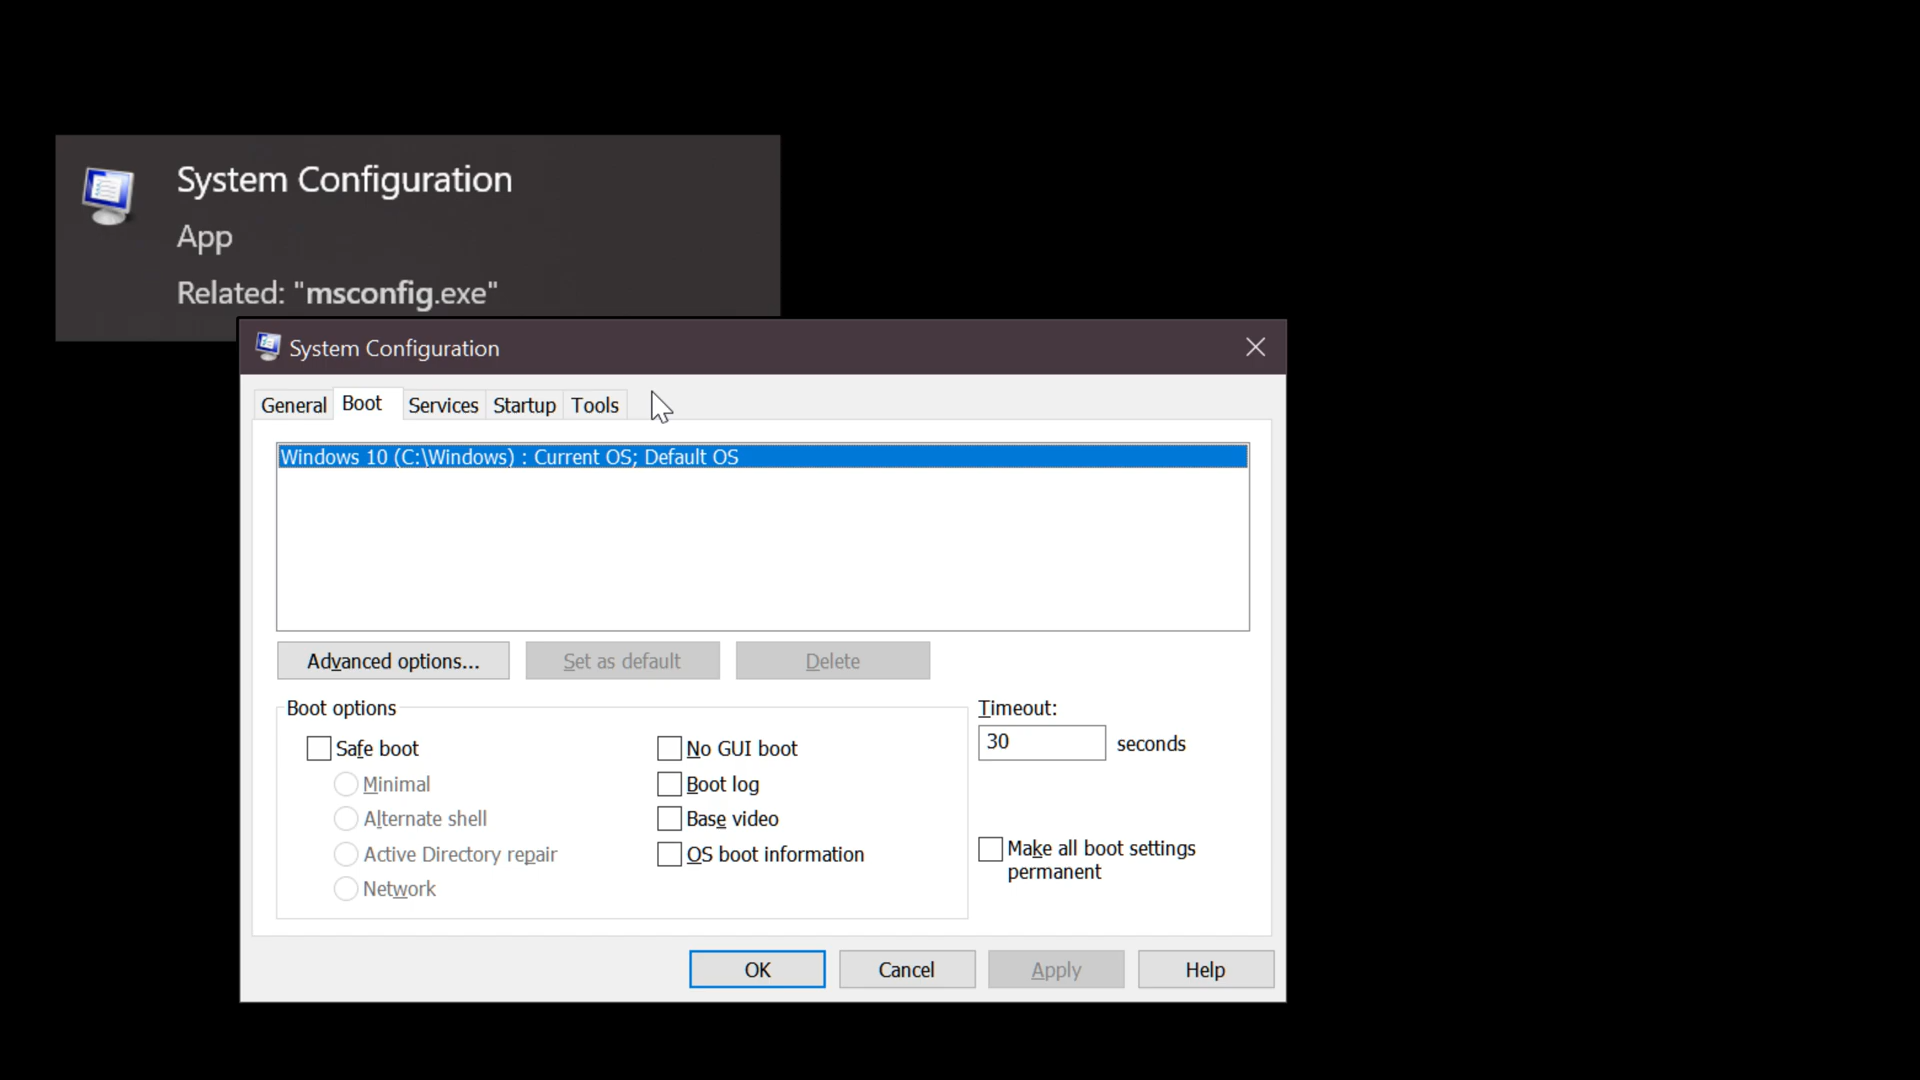 System Configuration
App
Related: "msconfig.exe"
System Configuration
General Boot Services Startup Tools
Windows 10 (C:\Windows) : Current OS; Default OS
Advanced options... Set as default Delete
Boot options
Timeout:
Safe boot No GUI boot 30 seconds
Minimal Boot log
Alternate shell Base video
Active Directory repair OS boot information Make all boot settings
permanent
Network
OK Cancel Apply Help